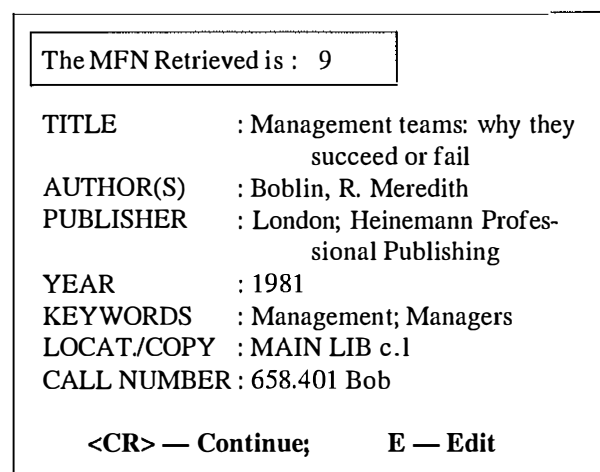 The MFN Retrieved is : 9
TITLE : Management teams: why they
succeed or fail
AUTHOR(S) : Boblin, R. Meredith
PUBLISHER : London; Heinemann Profes-
sional Publishing
YEAR : 1981
KEYWORDS : Management; Managers
LOCAT./COPY : MAIN LIB c.l
CALL NUMBER : 658.401 Bob
<CR> — Continue; E — Edit